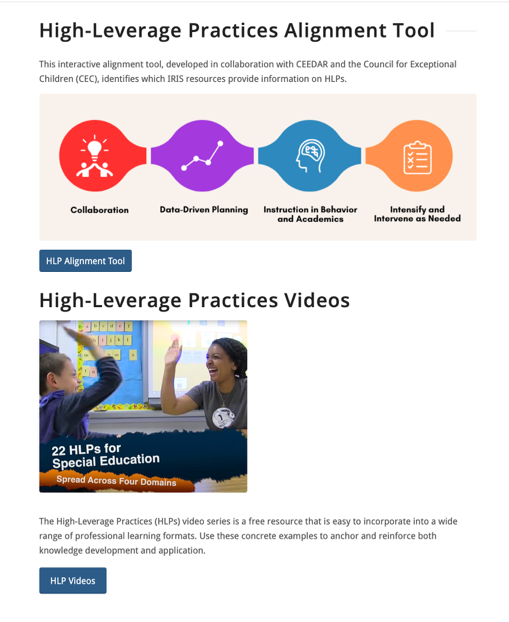 High-Leverage Practices Alignment Tool
This interactive alignment tool, developed in collaboration with CEEDAR and the Council for Exceptional
Children (CEC), identifies which IRIS resources provide information on HLPs.
Collaboration
Data-Driven Planning
Instruction in Behavior
and Academics
Intensify and
Intervene as Needed
HLP Alignment Tool
High-Leverage Practices Videos
22 HLPs for
Special Education
Spread Across Four Domains
The High-Leverage Practices (HLPs) video series is a free resource that is easy to incorporate into a wide
range of professional learning formats. Use these concrete examples to anchor and reinforce both
knowledge development and application.
HLP Videos